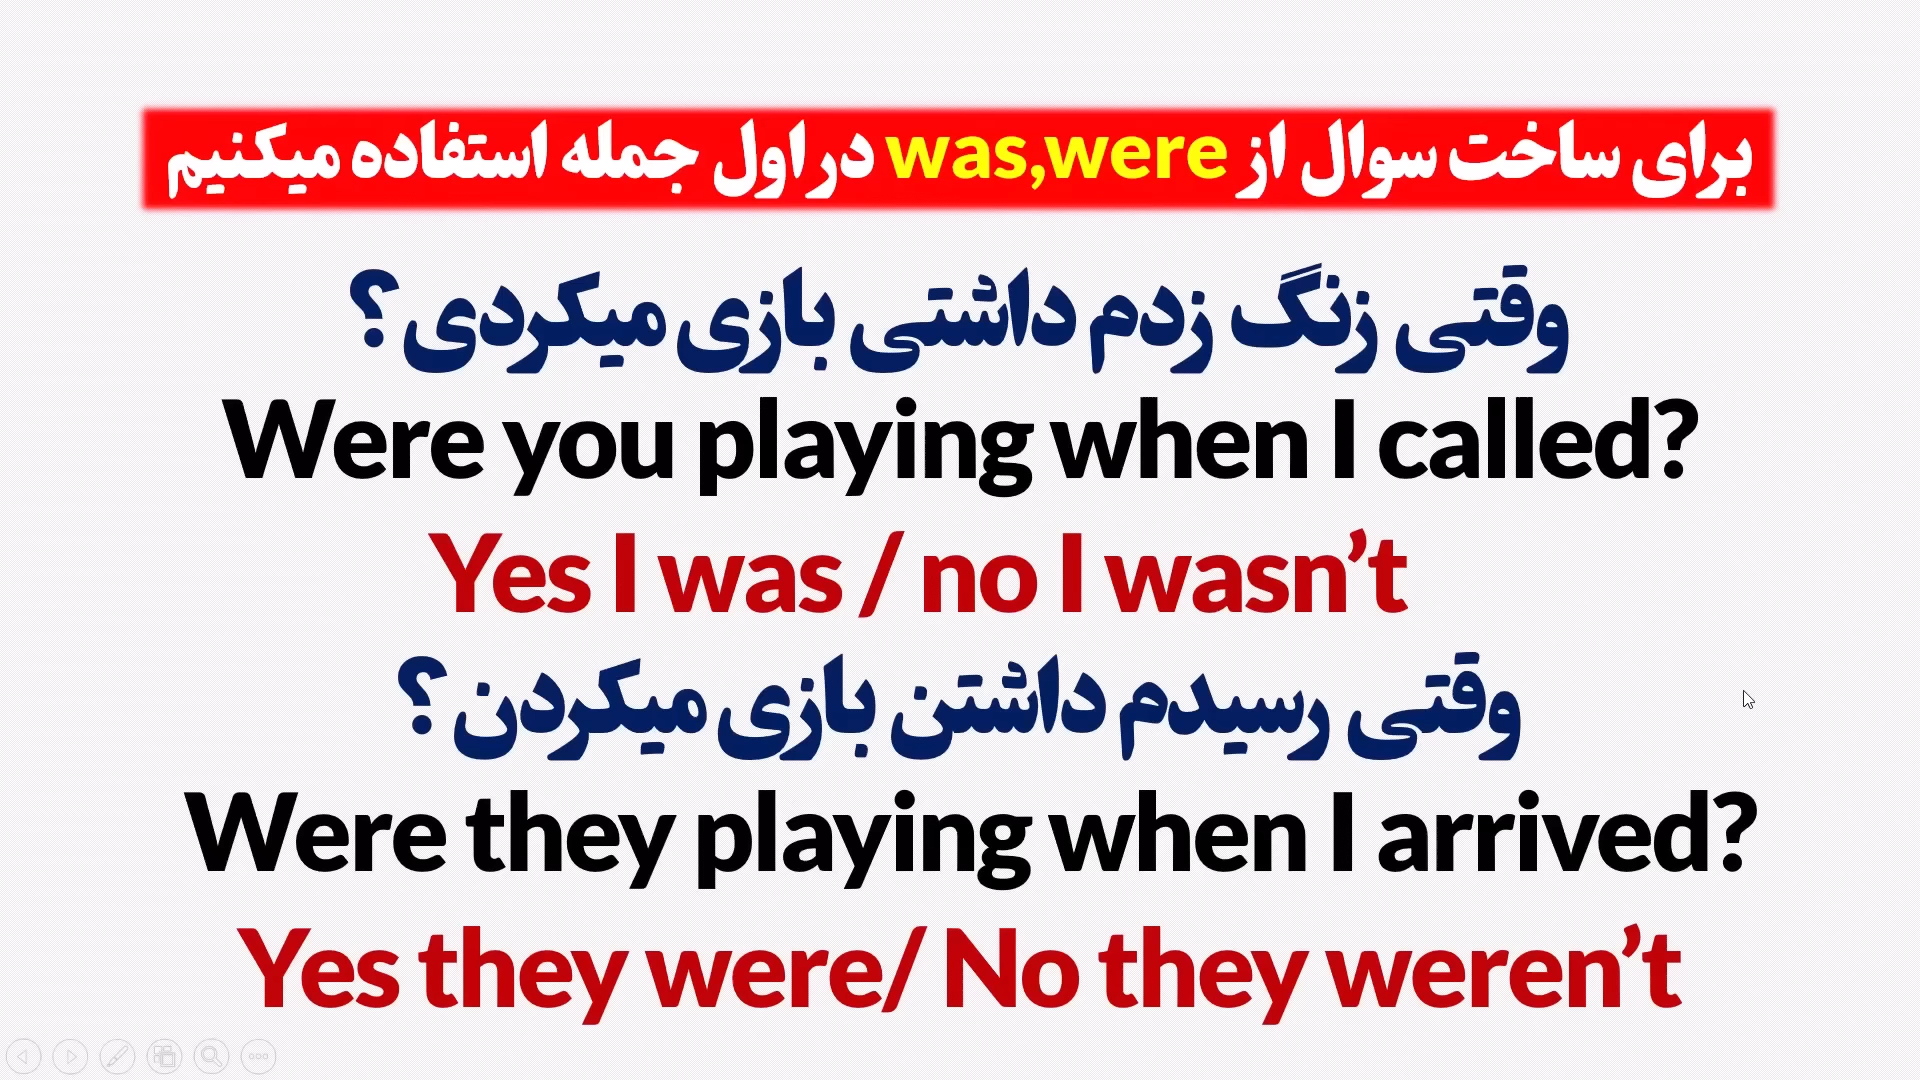 برای ساخت سوال از was,were در اول جمله استفاده میکنیم
وقتی زنگ زدم داشتی بازی میکردی؟
Were you playing when I called?
Yes I was / no I wasn’t
وقتی رسیدم داشتن بازی میکردن؟
Were they playing when I arrived?
Yes they were/ No they weren’t